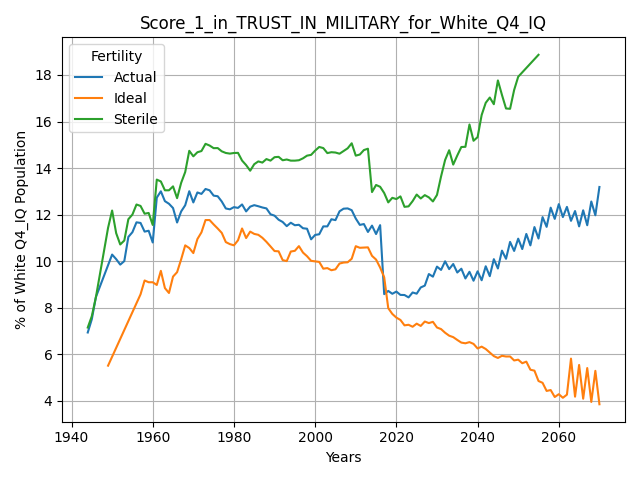 Score_1_in_TRUST_IN_MILITARY_for_White_Q4_IQ
Fertility
Actual
Ideal
Sterile
% of White Q4_IQ Population
18
16
14
12
10
8
6
4
1940
1960
1980
2000
2020
2040
2060
Years